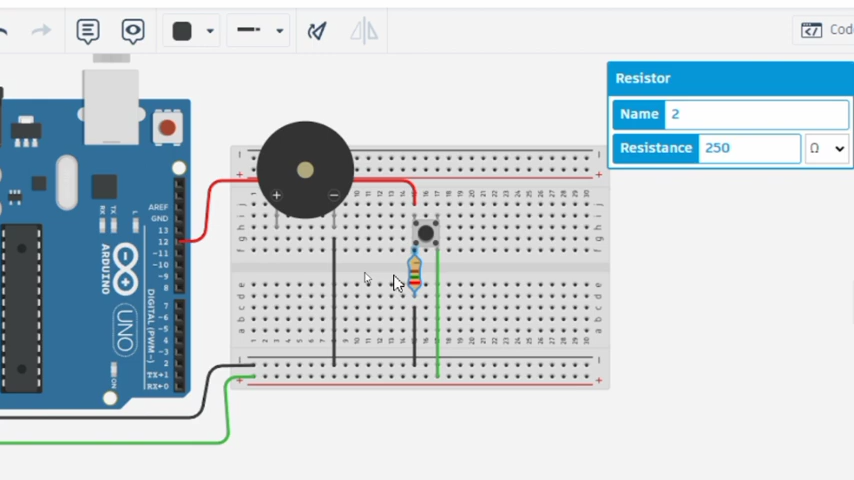 Resistor
Name 2
Resistance 250 Ω
AREF
GND
13
12
~11
~10
~9
8
7
~6
~5
4
~3
2
TX→1
RX←0
DIGITAL (PWM~)
ARDUINO
UNO
TX
RX
L
ON
+
−
j
i
h
g
f
e
d
c
b
a